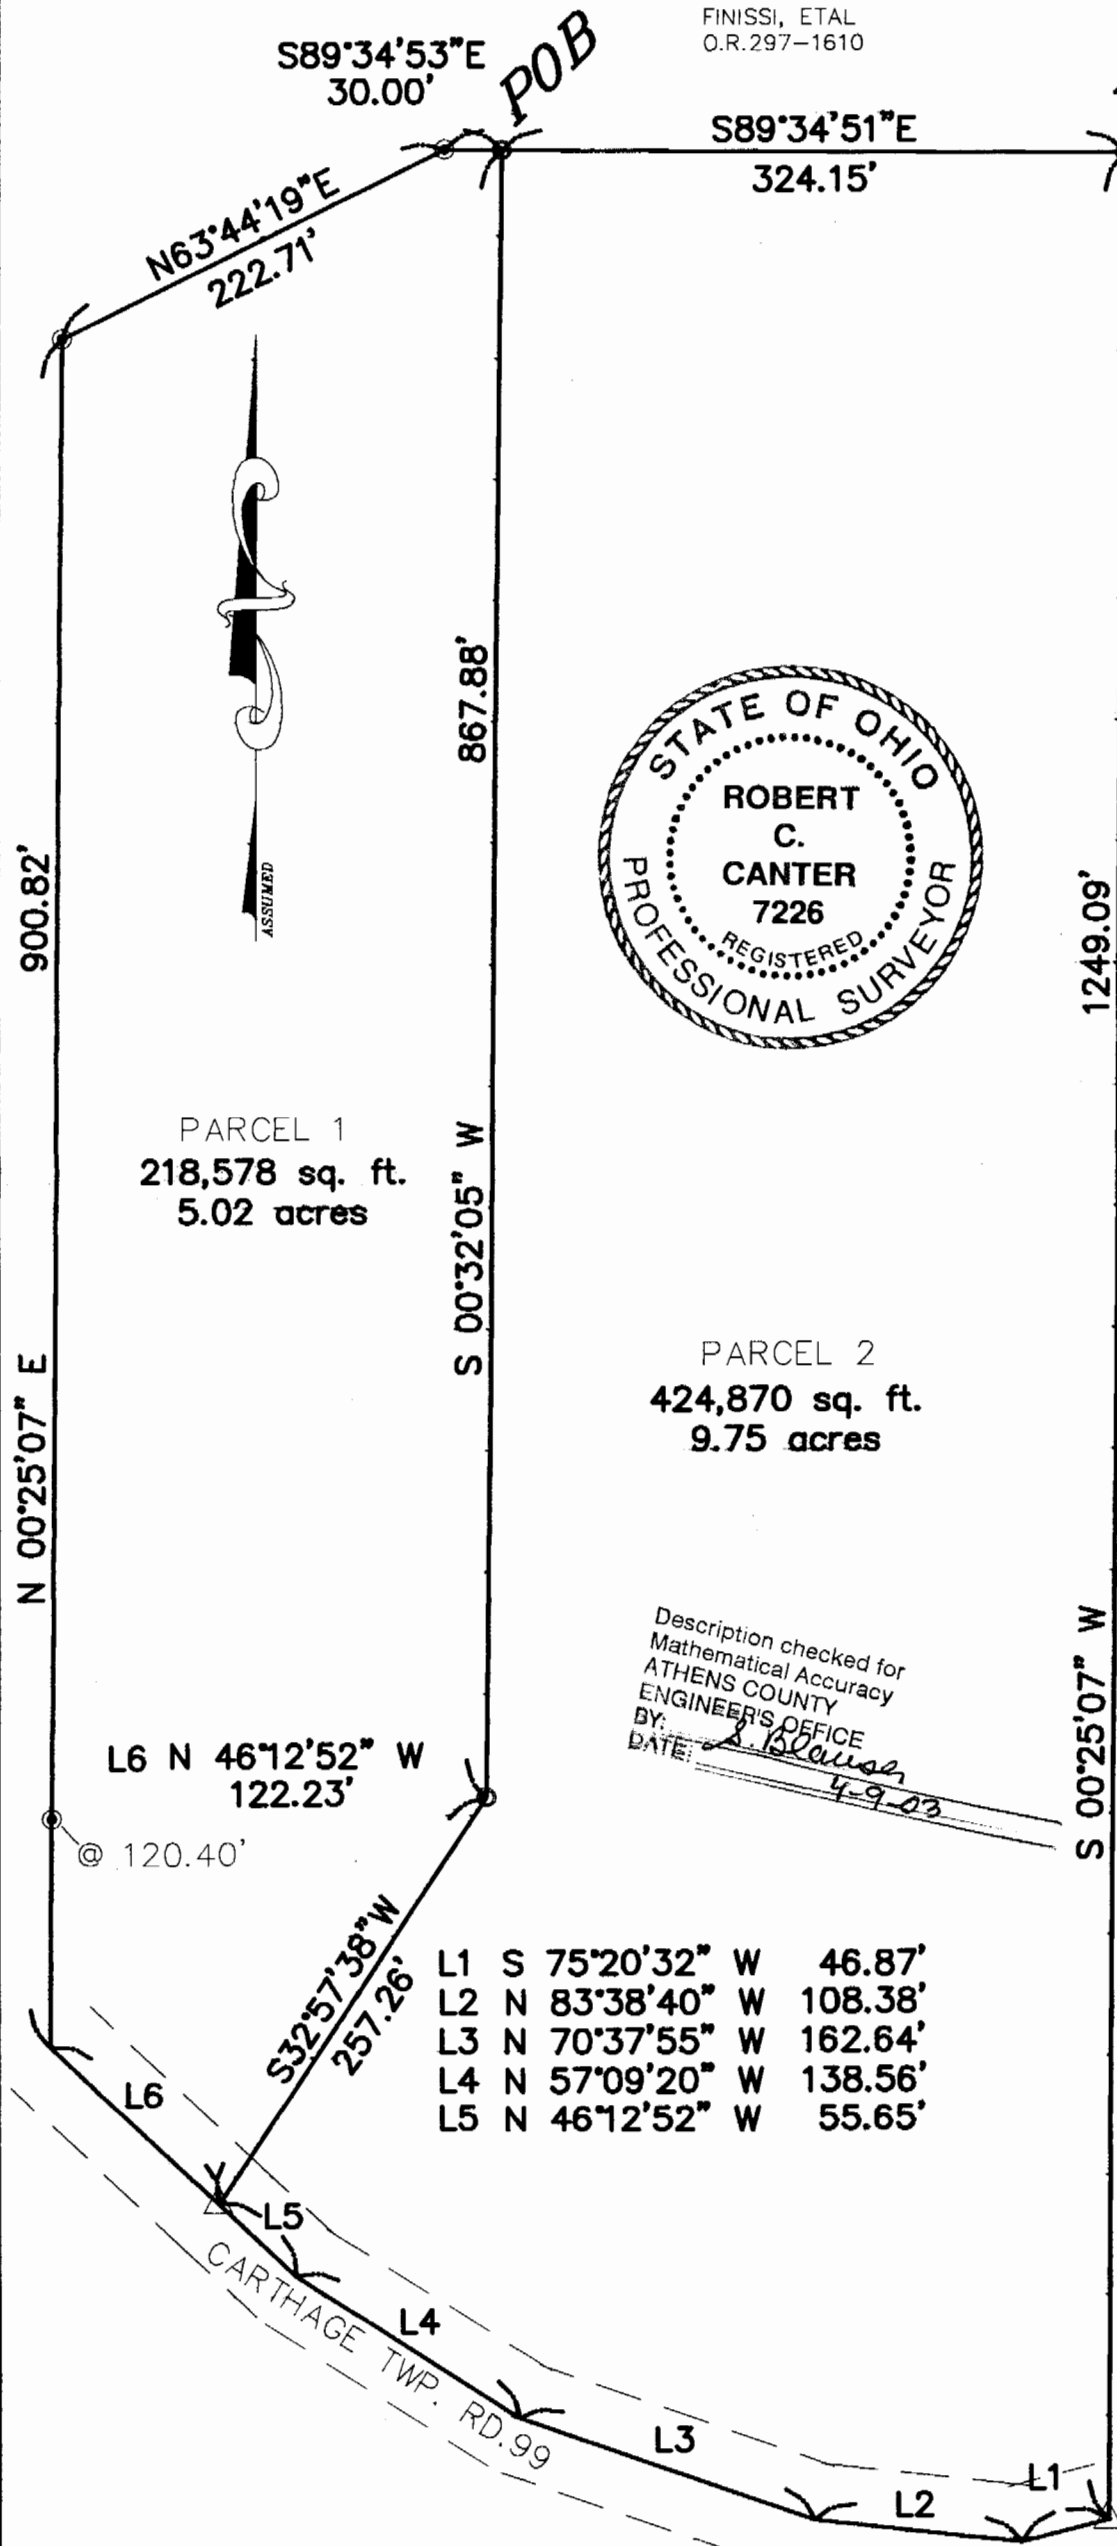 FINISSI, ETAL
O.R.297-1610
S89°34'53"E
30.00'
POB
S89°34'51"E
324.15'
N63°44'19"E
222.71'
ASSUMED
867.88'
S 00°32'05" W
900.82'
N 00°25'07" E
STATE OF OHIO
ROBERT
C.
CANTER
7226
REGISTERED
PROFESSIONAL SURVEYOR
1249.09'
S 00°25'07" W
PARCEL 1
218,578 sq. ft.
5.02 acres
PARCEL 2
424,870 sq. ft.
9.75 acres
Description checked for
Mathematical Accuracy
ATHENS COUNTY
ENGINEER'S OFFICE
BY: S. Blauser
DATE: 4-9-03
L6 N 46°12'52" W
122.23'
@ 120.40'
S32°57'38"W
257.26'
L1 S 75°20'32" W 46.87'
L2 N 83°38'40" W 108.38'
L3 N 70°37'55" W 162.64'
L4 N 57°09'20" W 138.56'
L5 N 46°12'52" W 55.65'
L6
L5
L4
L3
L2
L1
CARTHAGE TWP. RD.99